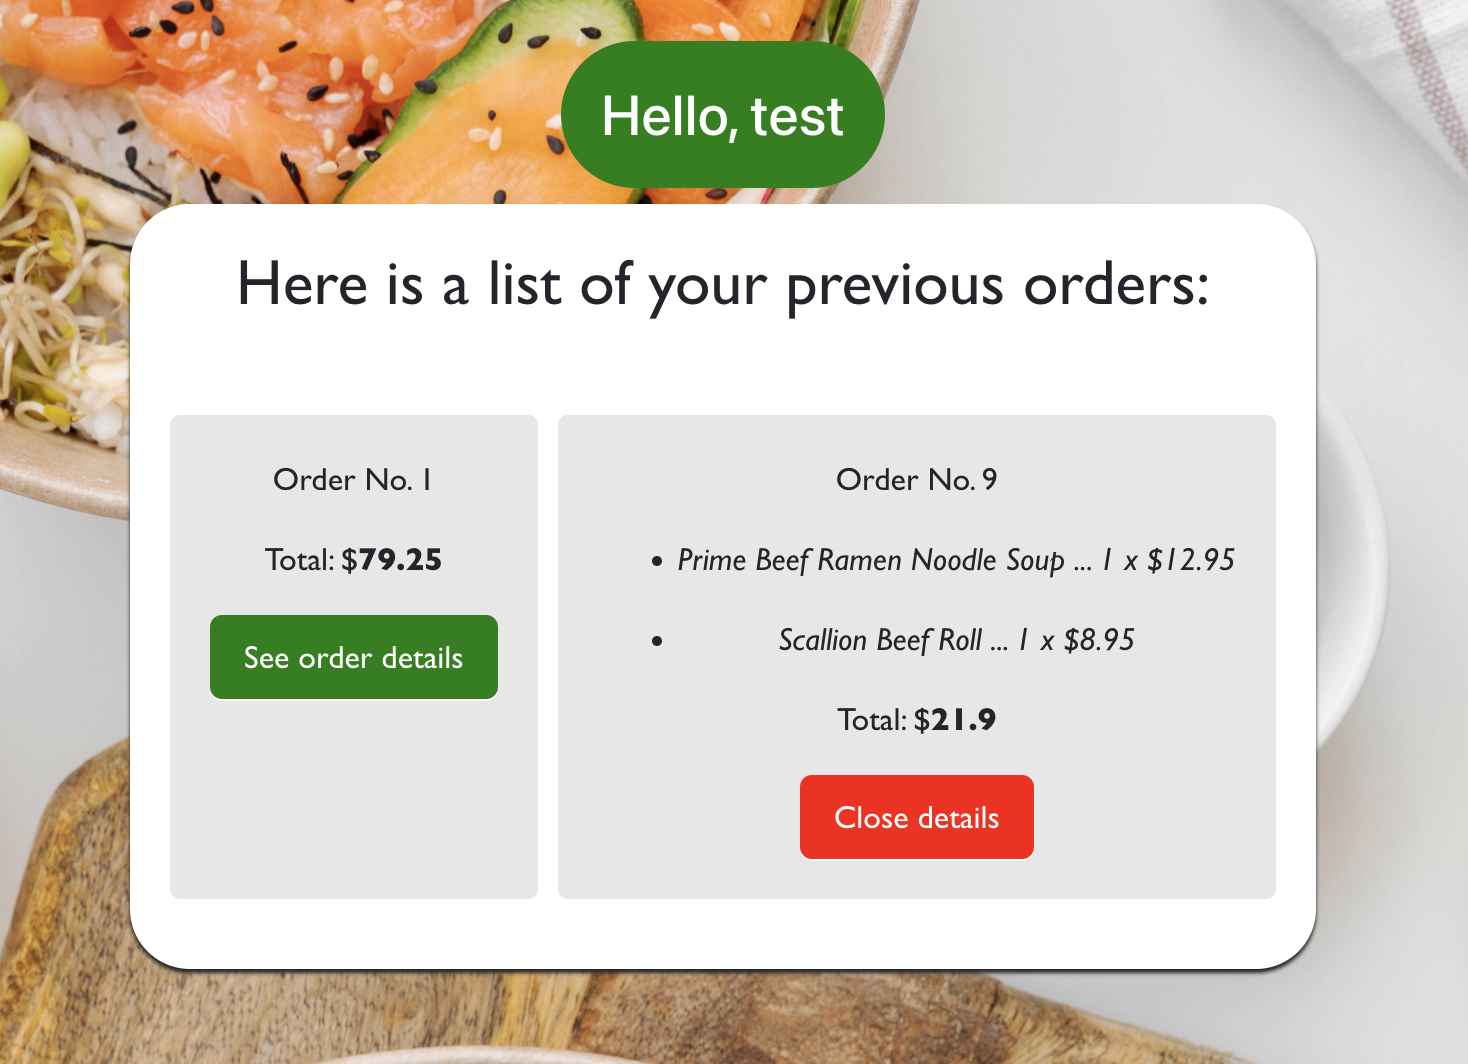 Hello, test
Here is a list of your previous orders:
Order No. 1
Total: $79.25
See order details
Order No. 9
• Prime Beef Ramen Noodle Soup ... 1 x $12.95
• Scallion Beef Roll ... 1 x $8.95
Total: $21.9
Close details